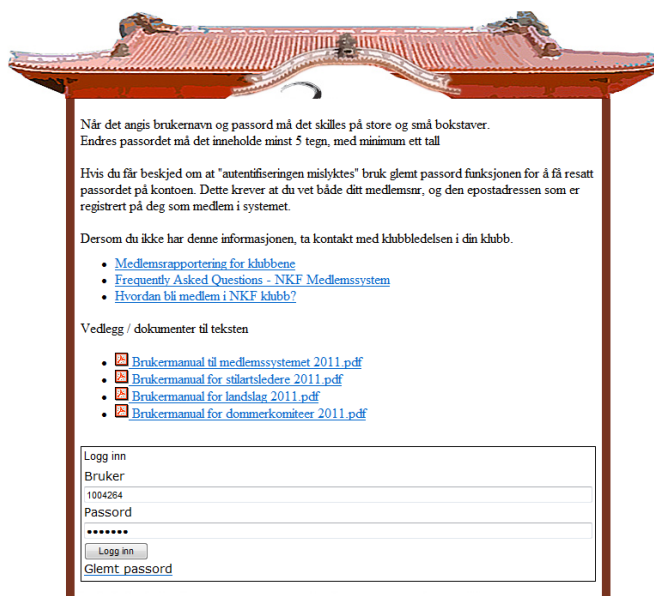 Når det angis brukernavn og passord må det skilles på store og små bokstaver.
Endres passordet må det inneholde minst 5 tegn, med minimum ett tall
Hvis du får beskjed om at "autentifiseringen mislyktes" bruk glemt passord funksjonen for å få resatt
passordet på kontoen. Dette krever at du vet både ditt medlemsnr, og den epostadressen som er
registrert på deg som medlem i systemet.
Dersom du ikke har denne informasjonen, ta kontakt med klubbledelsen i din klubb.
Medlemsrapportering for klubbene
Frequently Asked Questions - NKF Medlemssystem
Hvordan bli medlem i NKF klubb?
Vedlegg / dokumenter til teksten
Brukermanual til medlemssystemet 2011.pdf
Brukermanual for stilartsledere 2011.pdf
Brukermanual for landslag 2011.pdf
Brukermanual for dommerkomiteer 2011.pdf
Logg inn
Bruker
1004264
Passord
•••••••
Logg inn
Glemt passord